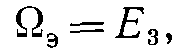 Ωэ = E₃,